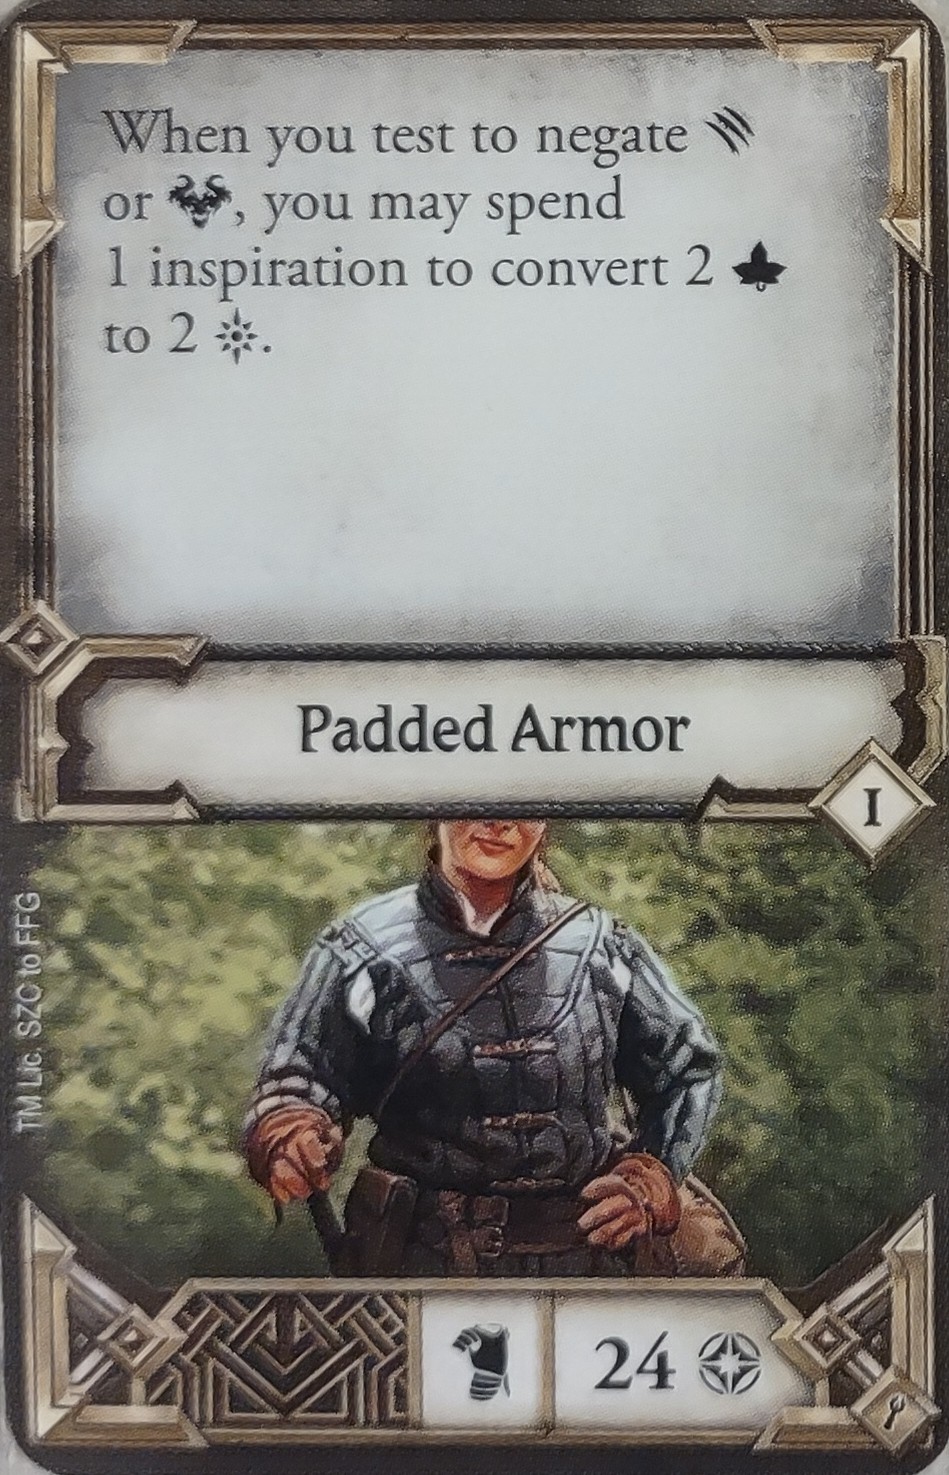 When you test to negate
or , you may spend
1 inspiration to convert 2
to 2 .
Padded Armor
I
TM Lic. SZC to FFG
24